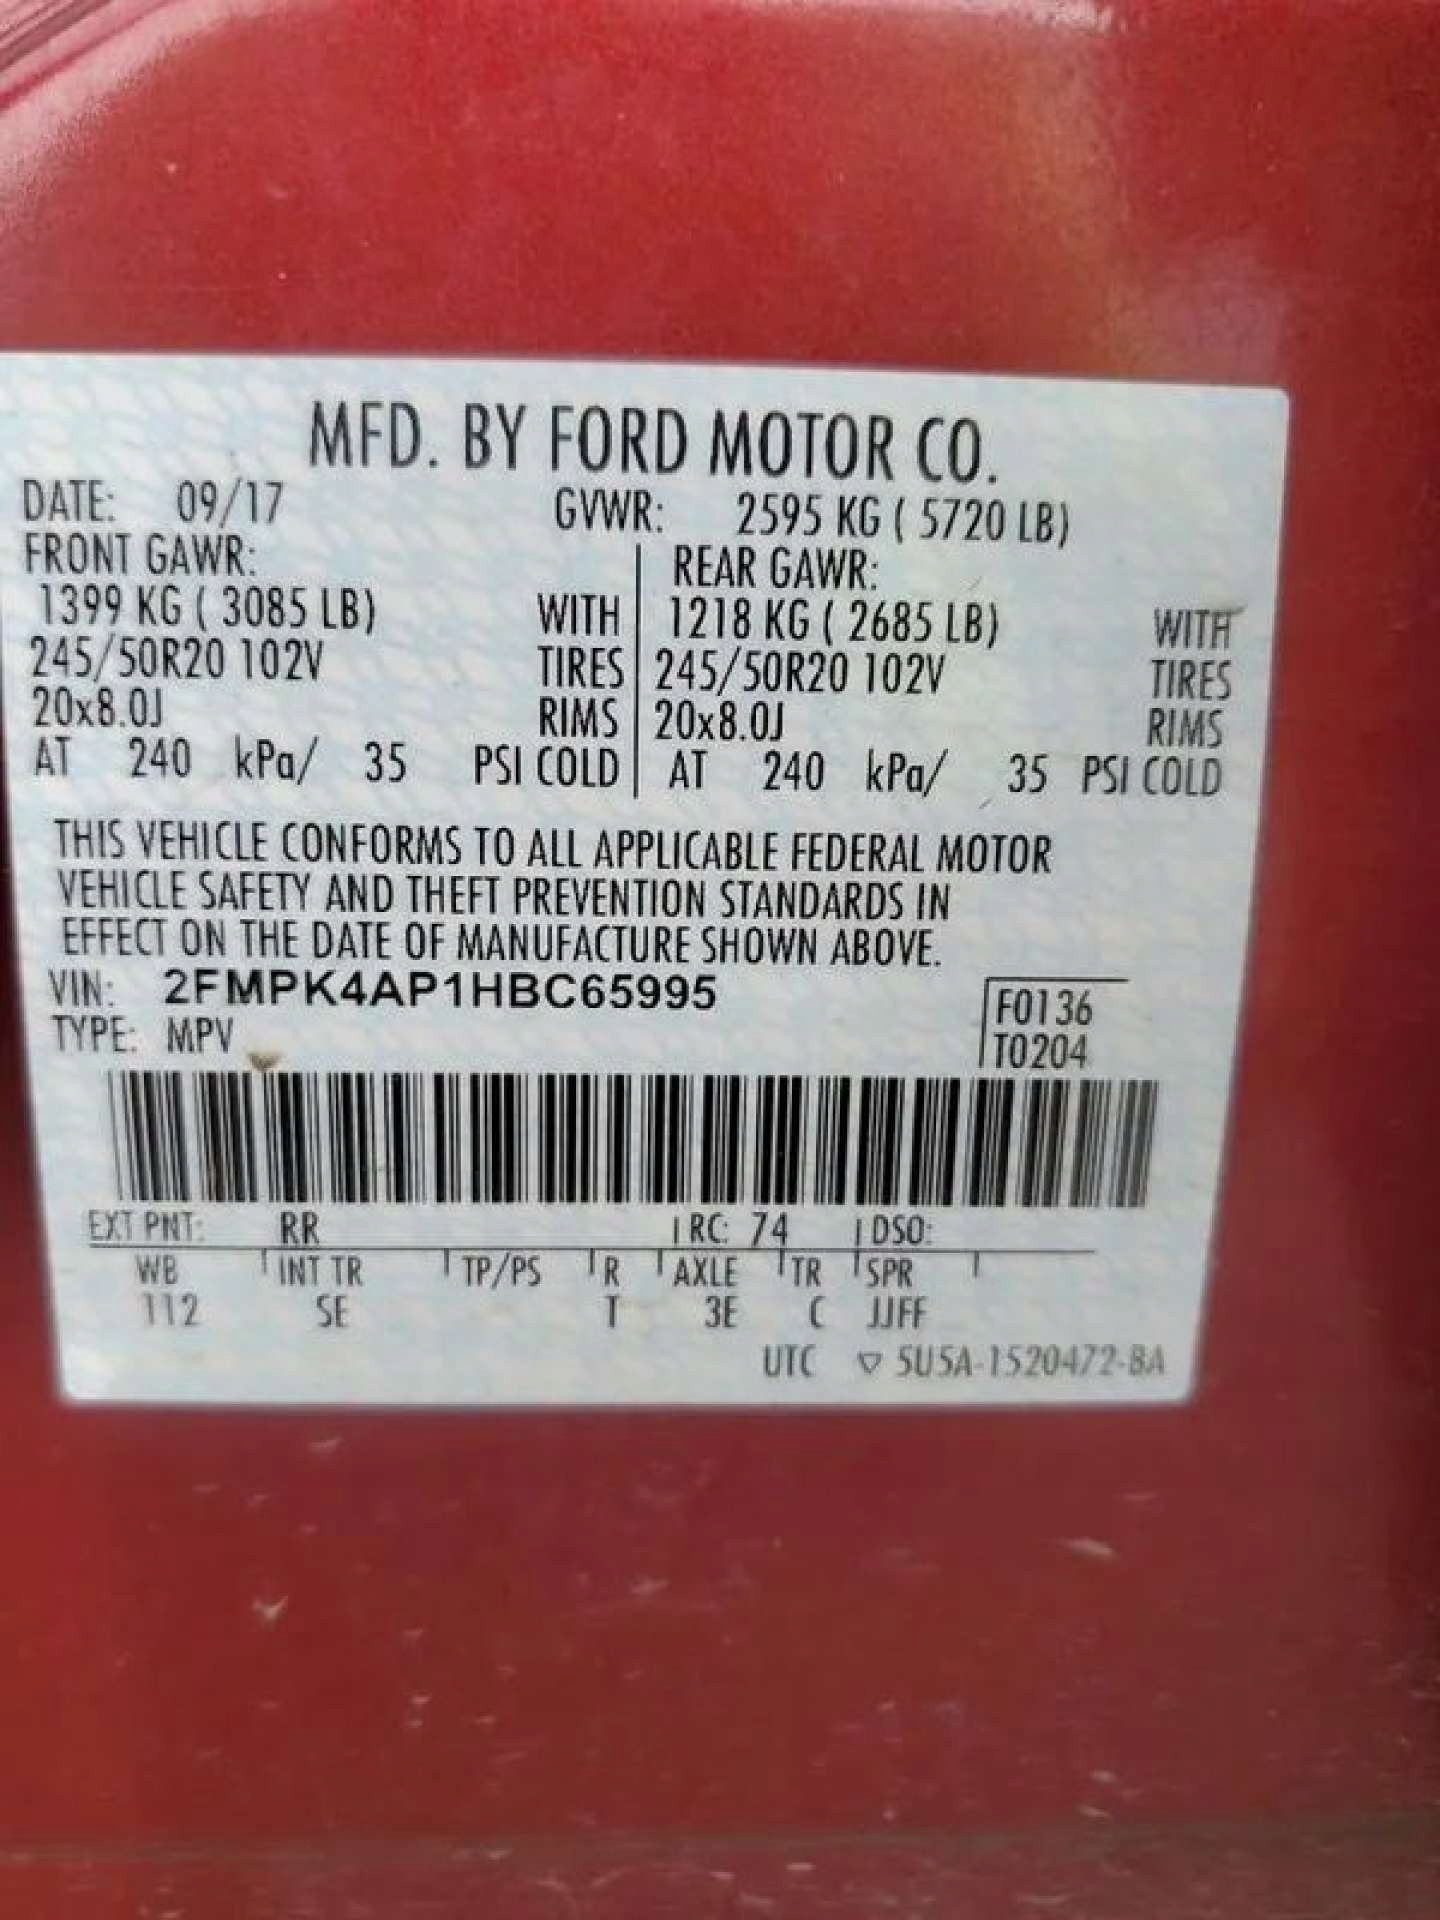 MFD. BY FORD MOTOR CO.
DATE: 09/17 GVWR: 2595 KG ( 5720 LB)
FRONT GAWR: REAR GAWR:
1399 KG ( 3085 LB) WITH 1218 KG ( 2685 LB) WITH
245/50R20 102V TIRES 245/50R20 102V TIRES
20x8.0J RIMS 20x8.0J RIMS
AT 240 kPa/ 35 PSI COLD AT 240 kPa/ 35 PSI COLD
THIS VEHICLE CONFORMS TO ALL APPLICABLE FEDERAL MOTOR
VEHICLE SAFETY AND THEFT PREVENTION STANDARDS IN
EFFECT ON THE DATE OF MANUFACTURE SHOWN ABOVE.
VIN: 2FMPK4AP1HBC65995
F0136
TYPE: MPV
T0204
EXT PNT: RR RC: 74 DSO:
WB INT TR TP/PS R AXLE TR SPR
112 SE T 3E C JJFF
UTC ▽ 5U5A-1520472-BA